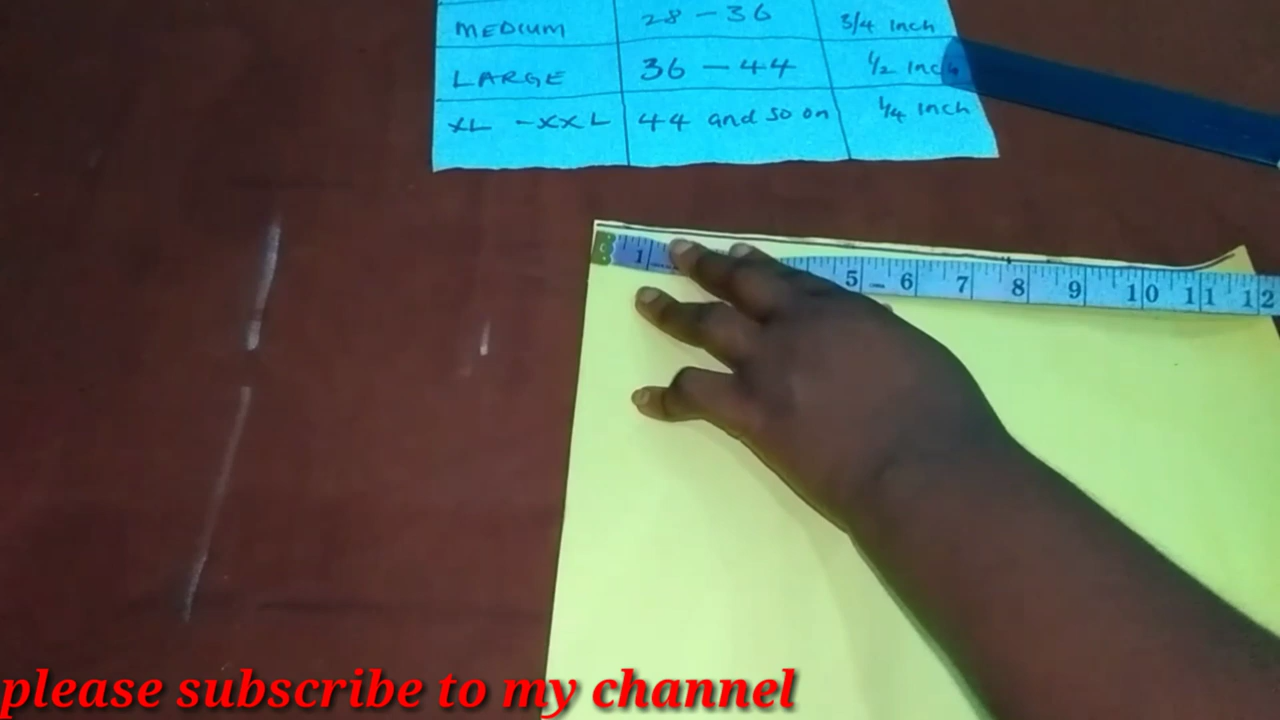 MEDIUM 28 - 36 3/4 Inch
LARGE 36 - 44 1/2 Inch
XL - XXL 44 and so on 1/4 Inch
1 5 6 7 8 9 10 11 12
please subscribe to my channel